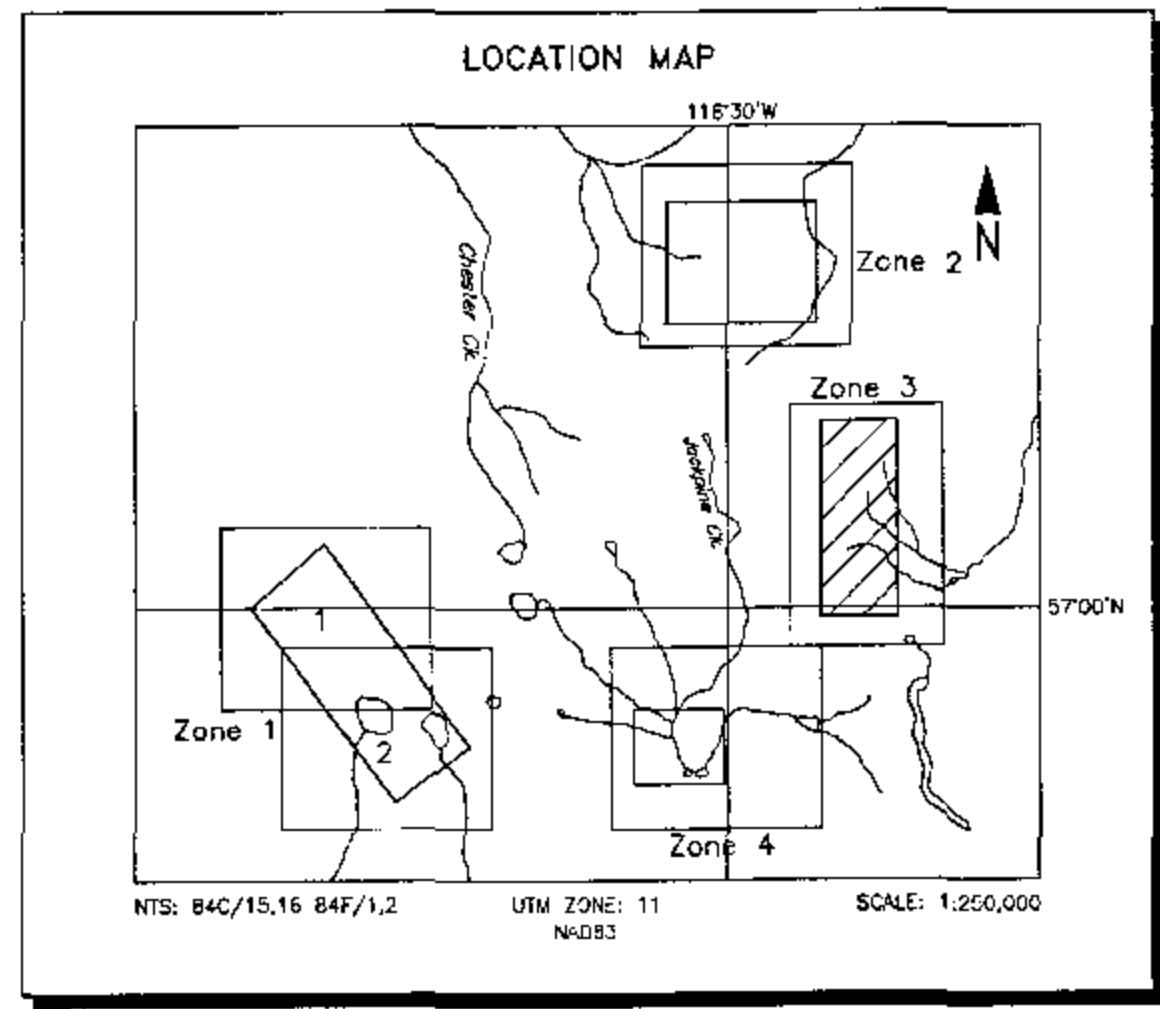 LOCATION MAP
116°30'W
Chester Ck.
Zone 2
N
Zone 3
Jackpine Ck.
57°00'N
1
Zone 1
2
Zone 4
NTS: 84C/15,16 84F/1,2
UTM ZONE: 11
SCALE: 1:250,000
NAD83